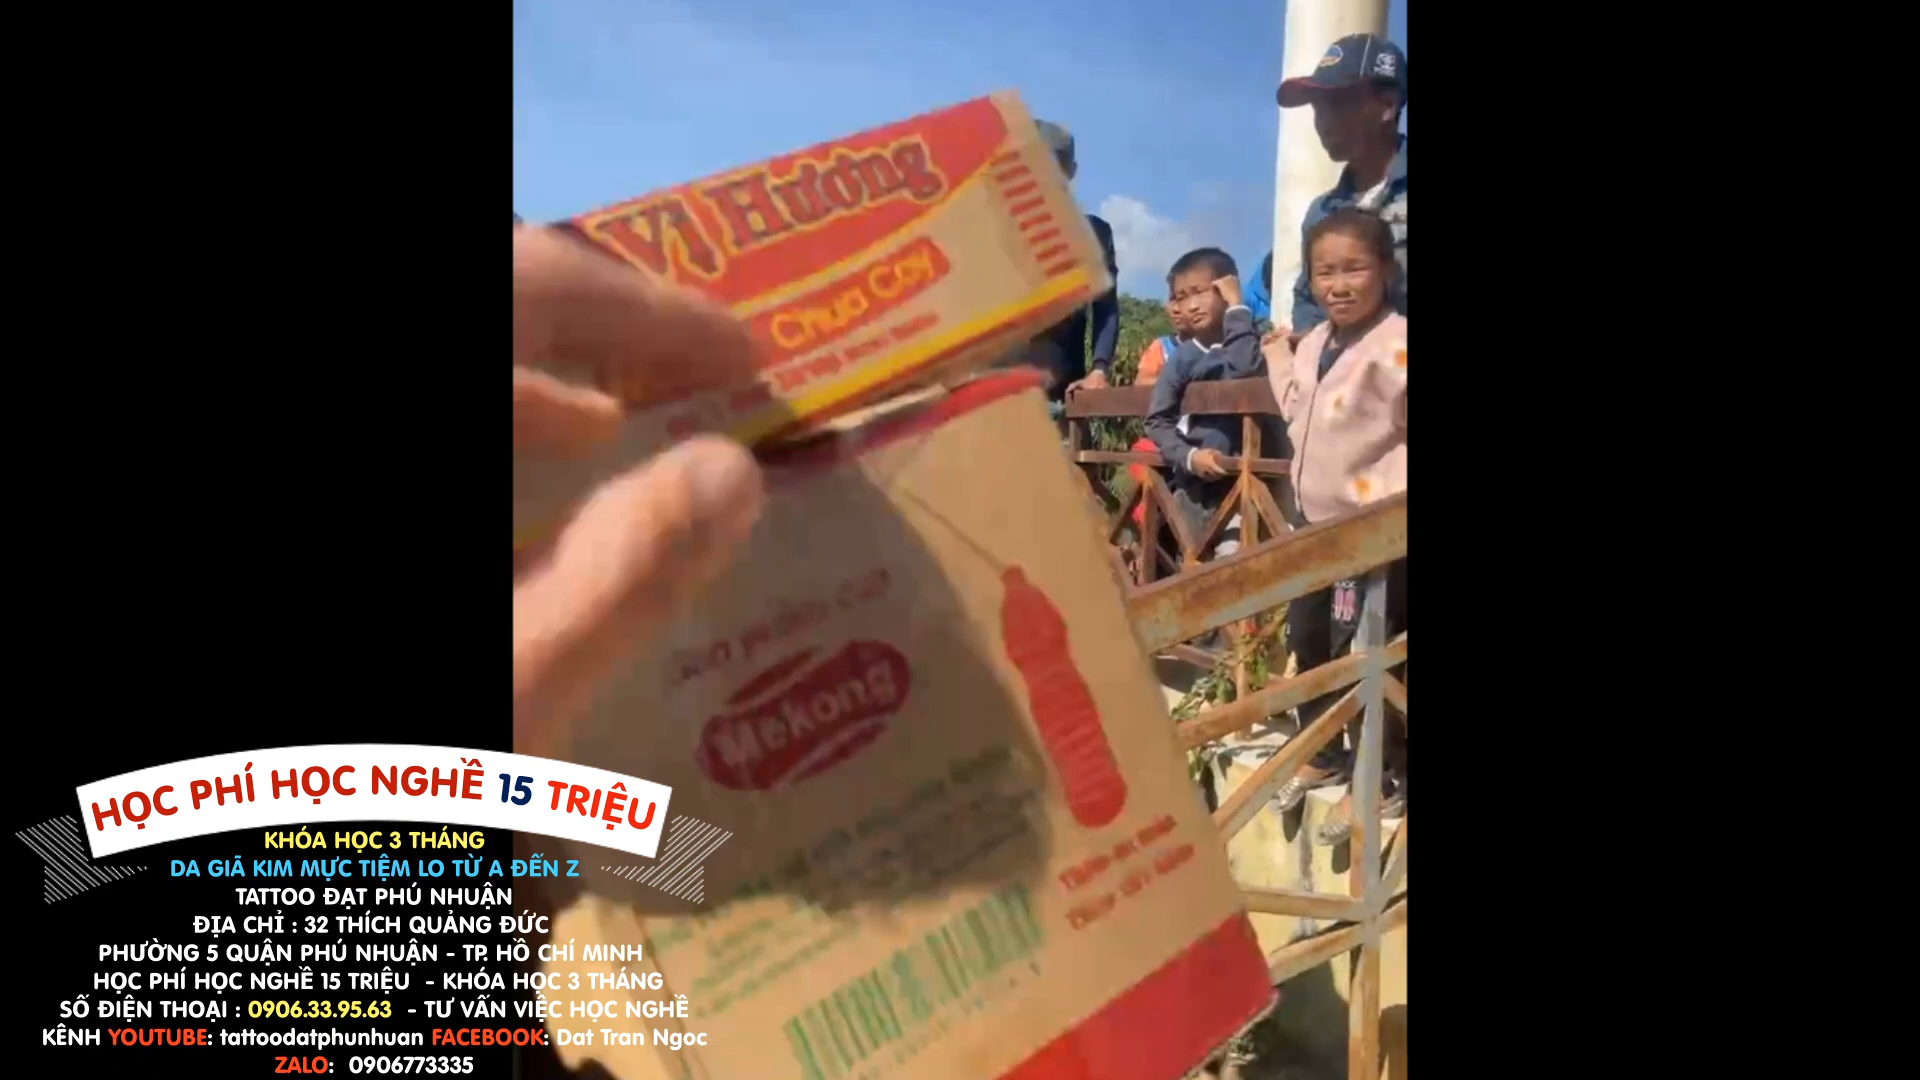 Vị Hương
Chua Cay
Mekong
HỌC PHÍ HỌC NGHỀ 15 TRIỆU
KHÓA HỌC 3 THÁNG
DA GIÃ KIM MỰC TIỆM LO TỪ A ĐẾN Z
TATTOO ĐẠT PHÚ NHUẬN
ĐỊA CHỈ : 32 THÍCH QUẢNG ĐỨC
PHƯỜNG 5 QUẬN PHÚ NHUẬN - TP. HỒ CHÍ MINH
HỌC PHÍ HỌC NGHỀ 15 TRIỆU - KHÓA HỌC 3 THÁNG
SỐ ĐIỆN THOẠI : 0906.33.95.63 - TƯ VẤN VIỆC HỌC NGHỀ
KÊNH YOUTUBE: tattoodatphunhuan FACEBOOK: Dat Tran Ngoc
ZALO: 0906773335